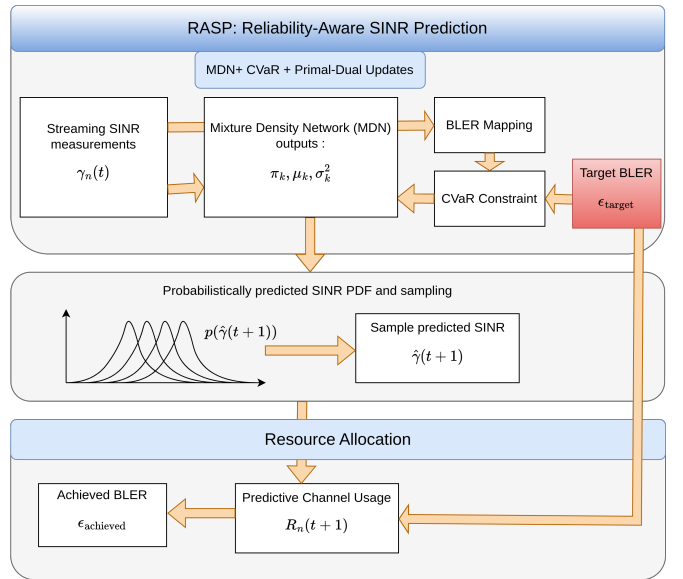 RASP: Reliability-Aware SINR Prediction
MDN+ CVaR + Primal-Dual Updates
Streaming SINR
measurements
γₙ(t)
Mixture Density Network (MDN)
outputs :
πₖ, μₖ, σₖ²
BLER Mapping
CVaR Constraint
Target BLER
ϵ_target
Probabilistically predicted SINR PDF and sampling
p(γ̂(t + 1))
Sample predicted SINR
γ̂(t + 1)
Resource Allocation
Achieved BLER
ϵ_achieved
Predictive Channel Usage
Rₙ(t + 1)